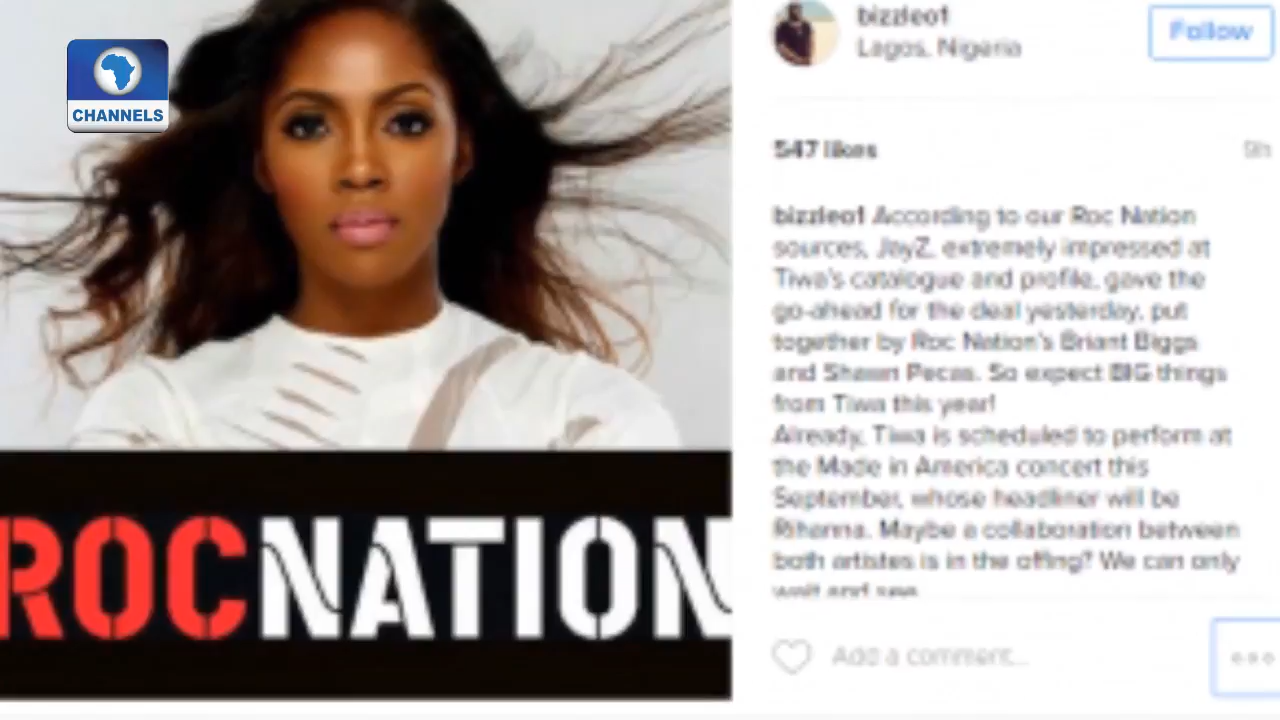 CHANNELS
ROCNATION
bizzleof
Lagos, Nigeria
Follow
547 likes
9h
bizzleof According to our Roc Nation
sources, JayZ, extremely impressed at
Tiwa's catalogue and profile, gave the
go-ahead for the deal yesterday, put
together by Roc Nation's Briant Biggs
and Shawn Pecas. So expect BIG things
from Tiwa this year!
Already, Tiwa is scheduled to perform at
the Made in America concert this
September, whose headliner will be
Rihanna. Maybe a collaboration between
both artistes is in the offing? We can only
wait and see
Add a comment...